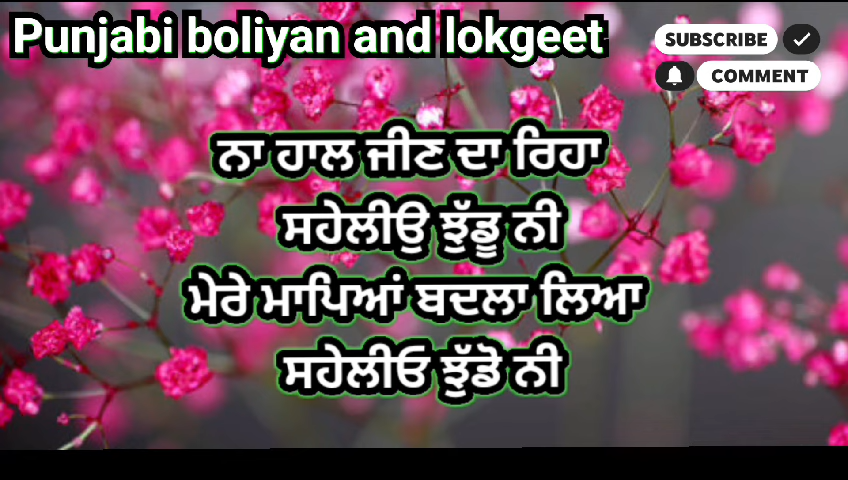 Punjabi boliyan and lokgeet
SUBSCRIBE
COMMENT
ਨਾ ਹਾਲ ਜੀਣ ਦਾ ਰਿਹਾ
ਸਹੇਲੀਉ ਝੁੱਡੂ ਨੀ
ਮੇਰੇ ਮਾਪਿਆਂ ਬਦਲਾ ਲਿਆ
ਸਹੇਲੀਓ ਝੁੱਡੋ ਨੀ